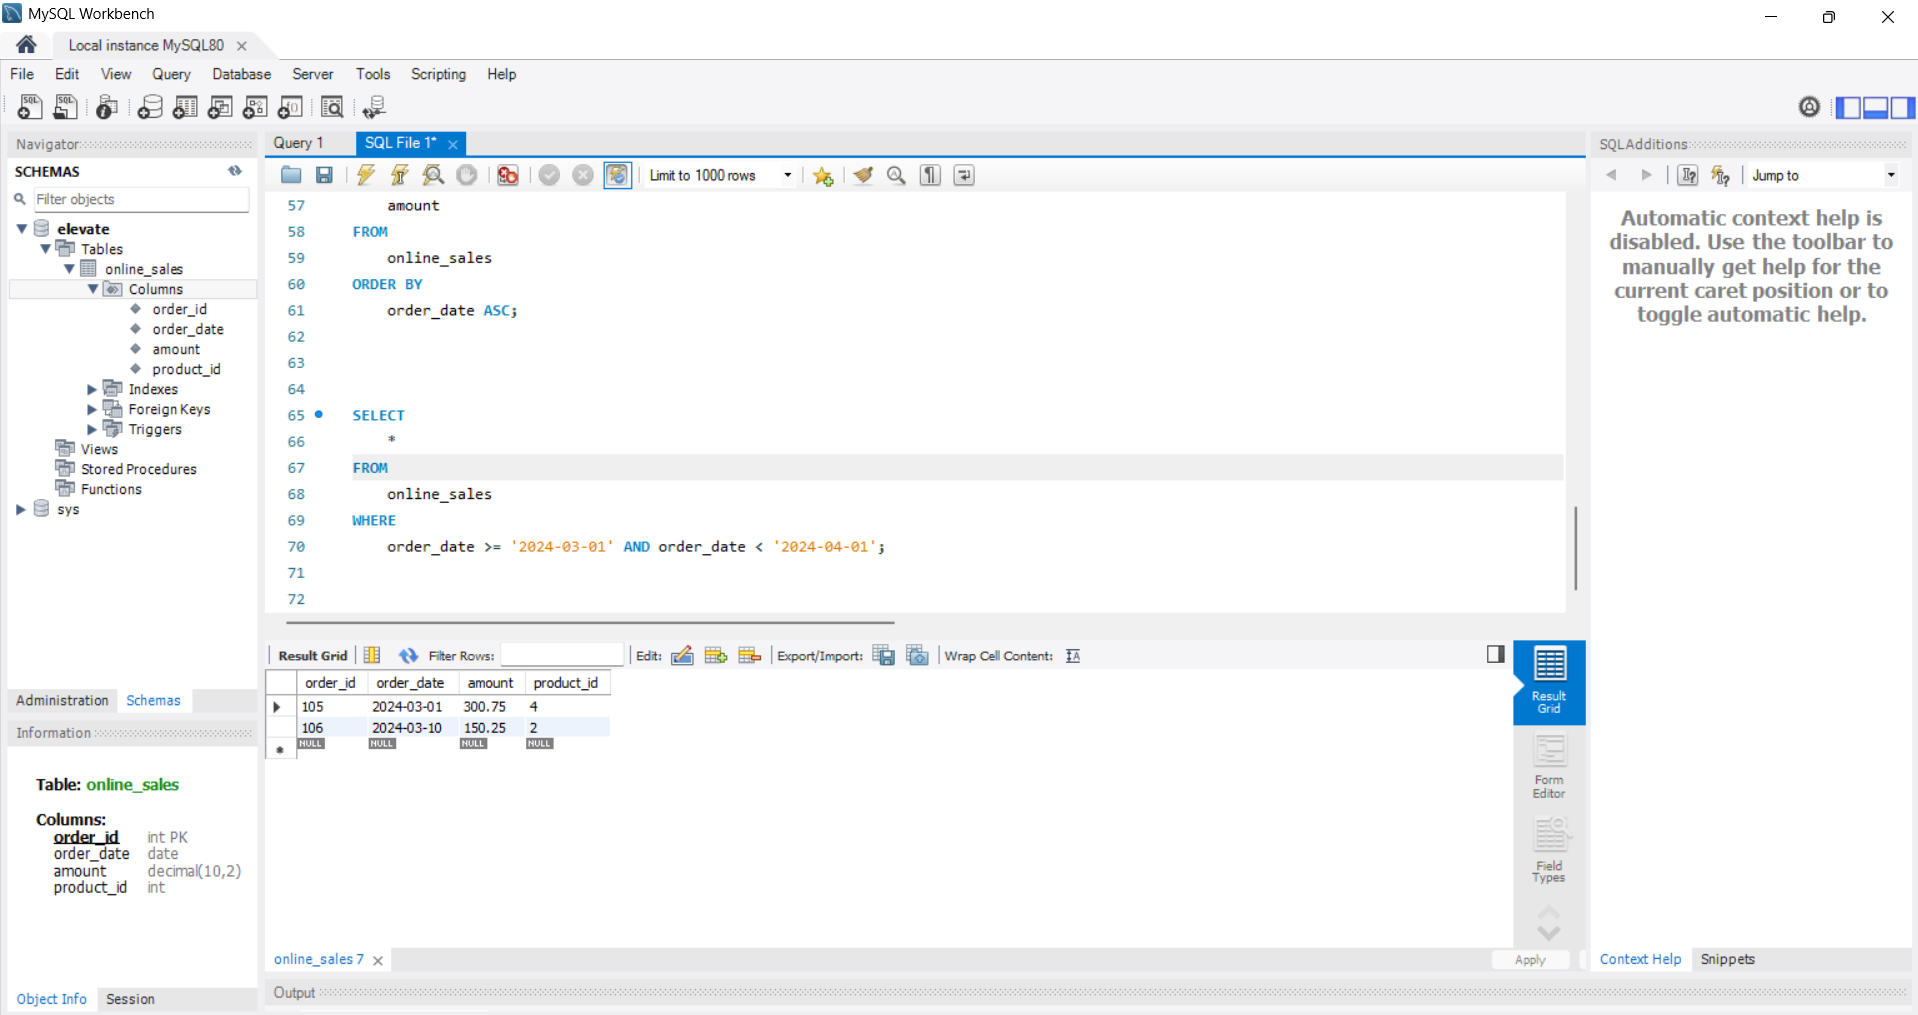 MySQL Workbench
Local instance MySQL80
File Edit View Query Database Server Tools Scripting Help
Navigator
SCHEMAS
Filter objects
elevate
Tables
online_sales
Columns
order_id
order_date
amount
product_id
Indexes
Foreign Keys
Triggers
Views
Stored Procedures
Functions
sys
Administration Schemas
Information
Table: online_sales
Columns:
order_id int PK
order_date date
amount decimal(10,2)
product_id int
Object Info Session
Query 1 SQL File 1*
Limit to 1000 rows
57 amount
58 FROM
59 online_sales
60 ORDER BY
61 order_date ASC;
62
63
64
65 SELECT
66 *
67 FROM
68 online_sales
69 WHERE
70 order_date >= '2024-03-01' AND order_date < '2024-04-01';
71
72
Result Grid Filter Rows: Edit: Export/Import: Wrap Cell Content:
order_id order_date amount product_id
105 2024-03-01 300.75 4
106 2024-03-10 150.25 2
NULL NULL NULL NULL
Result
Grid
Form
Editor
Field
Types
online_sales 7
Apply
Output
SQLAdditions
Jump to
Automatic context help is
disabled. Use the toolbar to
manually get help for the
current caret position or to
toggle automatic help.
Context Help Snippets